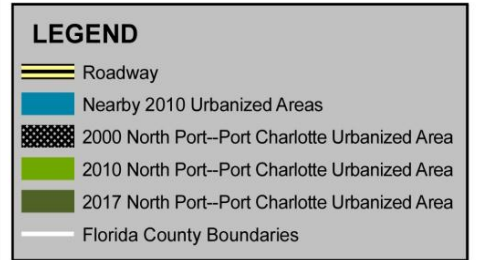 LEGEND
Roadway
Nearby 2010 Urbanized Areas
2000 North Port--Port Charlotte Urbanized Area
2010 North Port--Port Charlotte Urbanized Area
2017 North Port--Port Charlotte Urbanized Area
Florida County Boundaries